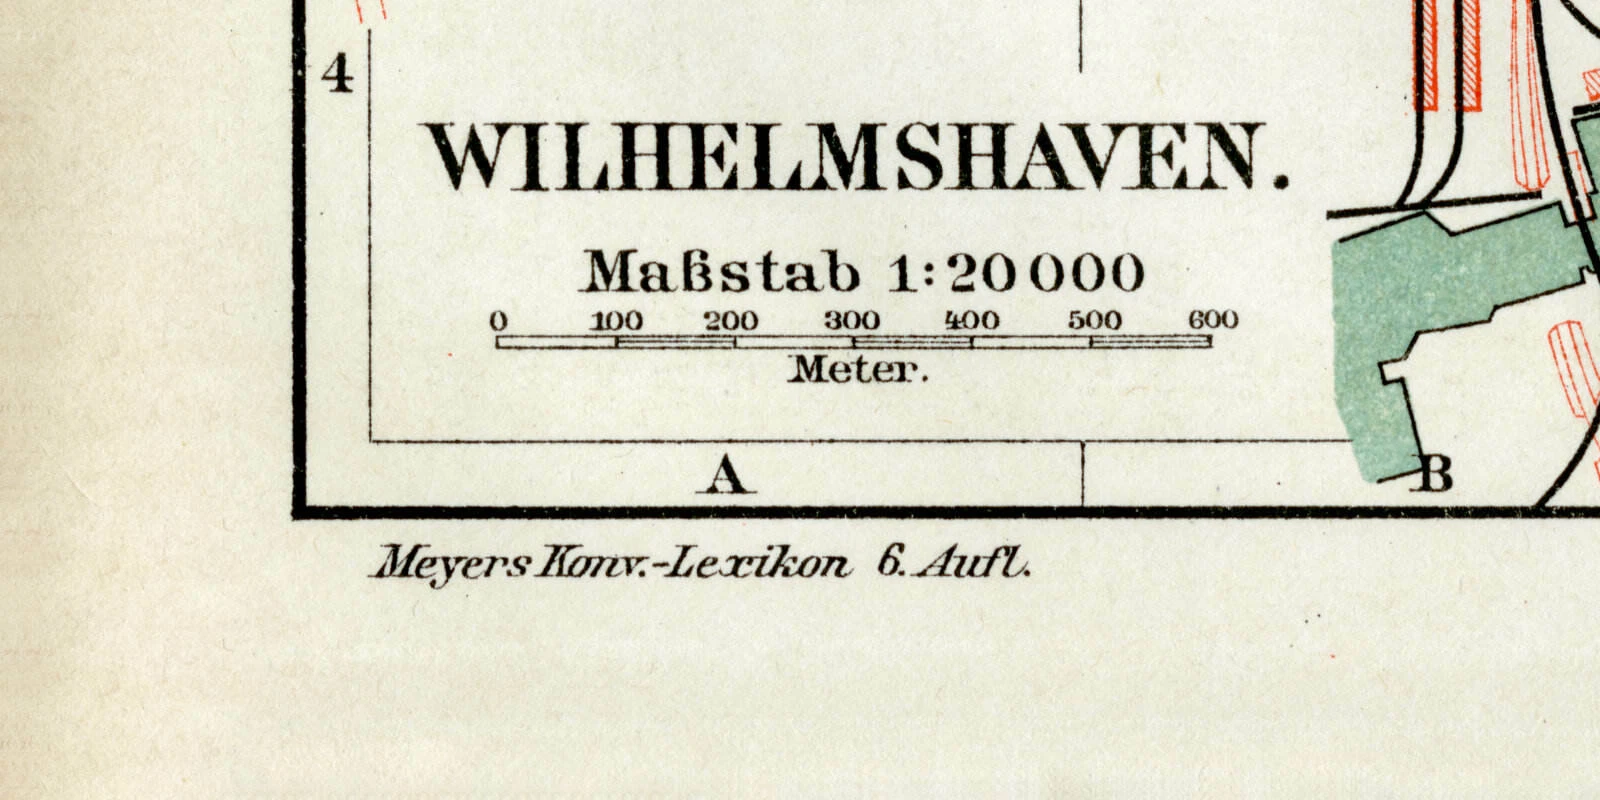 4
WILHELMSHAVEN.
Maßstab 1:20000
0 100 200 300 400 500 600
Meter.
A B
Meyers Konv.-Lexikon 6. Aufl.